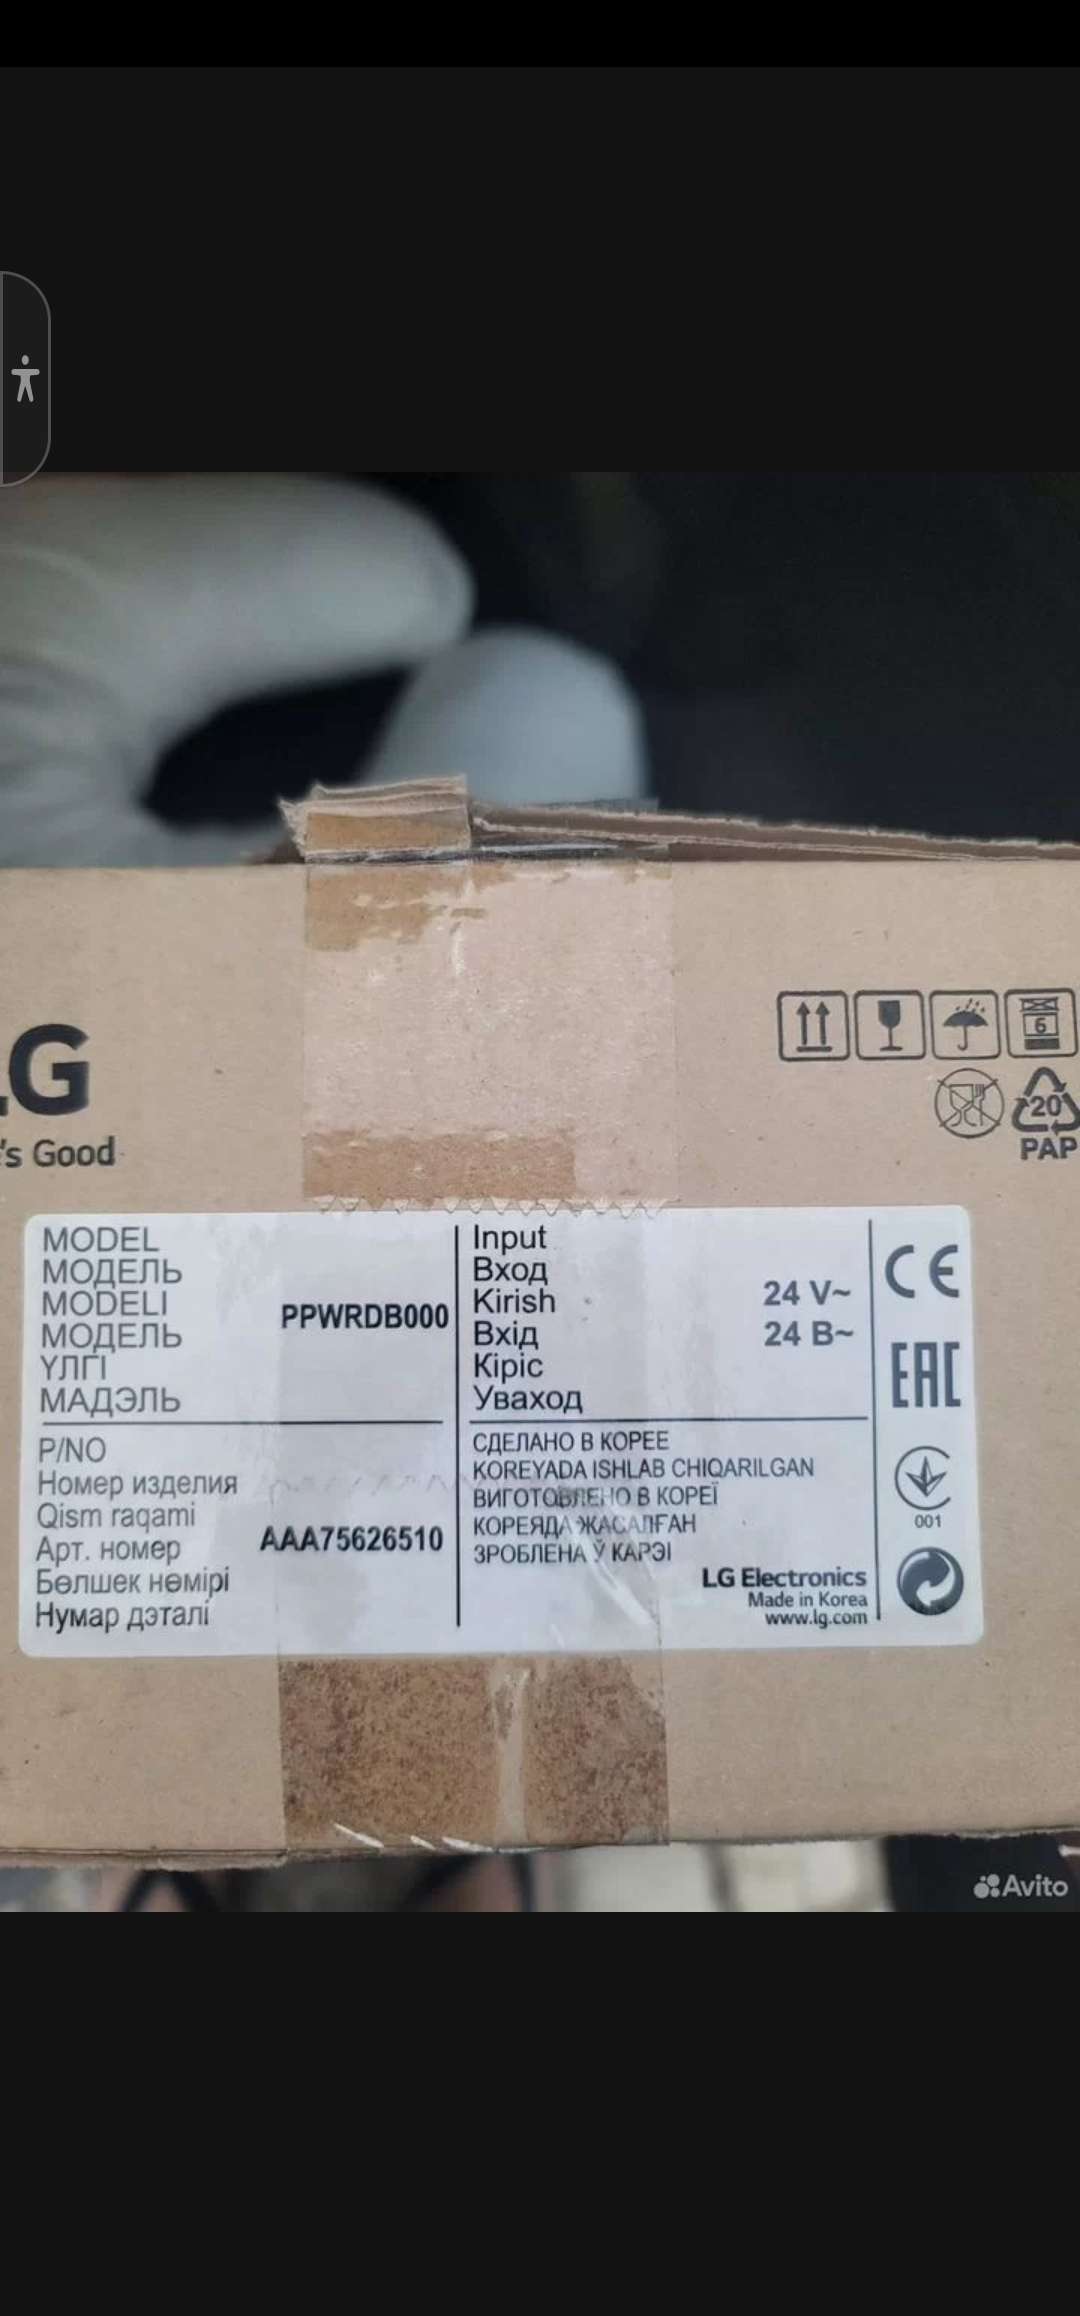 LG
's Good
6
20
PAP
MODEL
МОДЕЛЬ
MODELI
МОДЕЛЬ
ҮЛГІ
МАДЭЛЬ
PPWRDB000
P/NO
Номер изделия
Qism raqami
Арт. номер
Бөлшек нөмірі
Нумар дэталі
AAA75626510
Input
Вход
Kirish
Вхід
Кіріс
Уваход
24 V~
24 В~
СДЕЛАНО В КОРЕЕ
KOREYADA ISHLAB CHIQARILGAN
ВИГОТОВЛЕНО В КОРЕЇ
КОРЕЯДА ЖАСАЛҒАН
ЗРОБЛЕНА Ў КАРЭІ
LG Electronics
Made in Korea
www.lg.com
CE
EAC
001
Avito